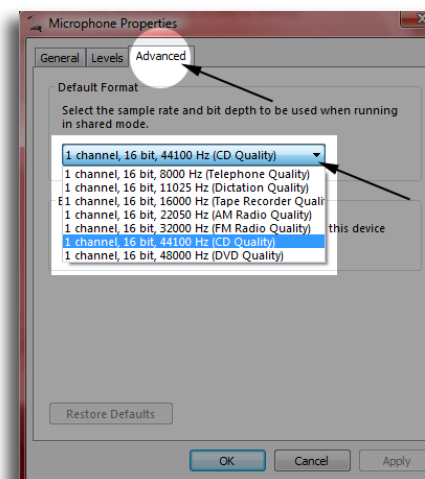 Microphone Properties
General Levels Advanced
Default Format
Select the sample rate and bit depth to be used when running
in shared mode.
1 channel, 16 bit, 44100 Hz (CD Quality)
1 channel, 16 bit, 8000 Hz (Telephone Quality)
1 channel, 16 bit, 11025 Hz (Dictation Quality)
1 channel, 16 bit, 16000 Hz (Tape Recorder Quali
1 channel, 16 bit, 22050 Hz (AM Radio Quality)
1 channel, 16 bit, 32000 Hz (FM Radio Quality) this device
1 channel, 16 bit, 44100 Hz (CD Quality)
1 channel, 16 bit, 48000 Hz (DVD Quality)
Restore Defaults
OK Cancel Apply